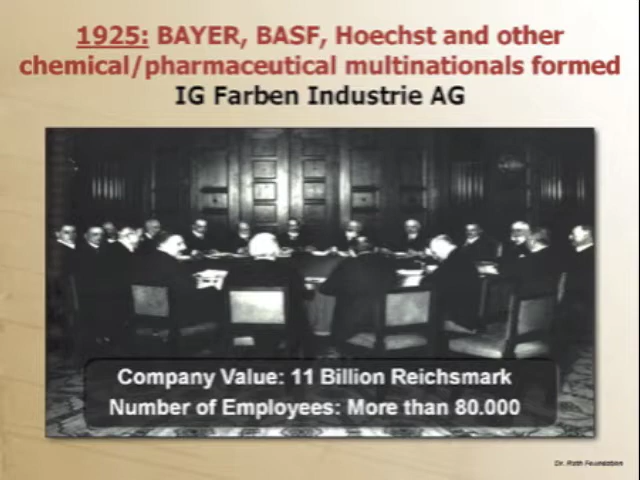 1925: BAYER, BASF, Hoechst and other
chemical/pharmaceutical multinationals formed
IG Farben Industrie AG
Company Value: 11 Billion Reichsmark
Number of Employees: More than 80.000
Dr. Rath Foundation